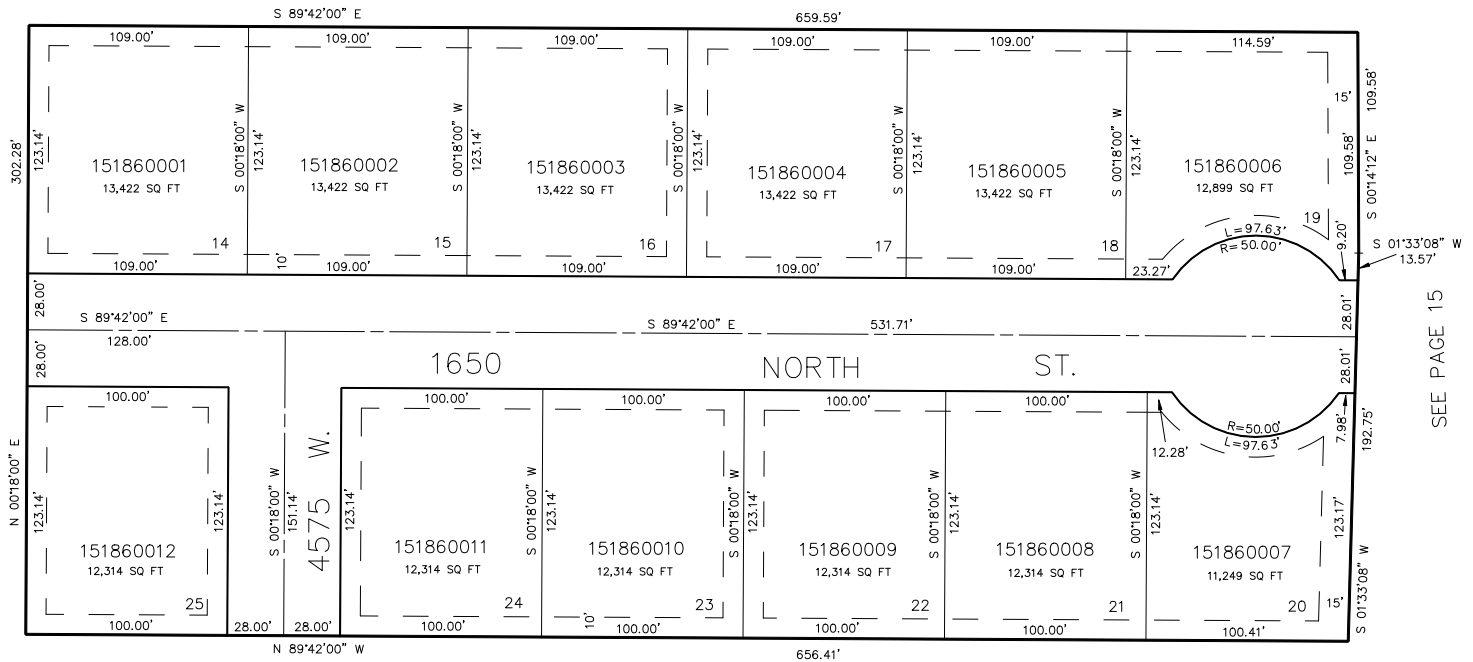 S 89°42'00" E
659.59'
109.00' 109.00' 109.00' 109.00' 109.00' 114.59'
302.28'
123.14'
S 00°18'00" W
123.14'
S 00°18'00" W
123.14'
S 00°18'00" W
123.14'
S 00°18'00" W
123.14'
S 00°18'00" W
123.14'
15'
109.58'
109.58'
S 00°14'12" E
151860001
13,422 SQ FT
14
151860002
13,422 SQ FT
15
151860003
13,422 SQ FT
16
151860004
13,422 SQ FT
17
151860005
13,422 SQ FT
18
151860006
12,899 SQ FT
19
L=97.63'
R=50.00'
9.20'
S 01°33'08" W
13.57'
10'
109.00' 109.00' 109.00' 109.00' 109.00' 23.27'
28.00'
28.01'
S 89°42'00" E
128.00'
S 89°42'00" E 531.71'
28.00'
1650 NORTH ST.
28.01'
SEE PAGE 15
100.00' 100.00' 100.00' 100.00' 100.00'
R=50.00'
L=97.63'
12.28'
7.98'
192.75'
N 00°18'00" E
123.14'
123.14'
S 00°18'00" W
151.14'
4575 W.
123.14'
S 00°18'00" W
123.14'
S 00°18'00" W
123.14'
S 00°18'00" W
123.14'
S 00°18'00" W
123.14'
123.17'
S 01°33'08" W
151860012
12,314 SQ FT
25
151860011
12,314 SQ FT
24
151860010
12,314 SQ FT
23
151860009
12,314 SQ FT
22
151860008
12,314 SQ FT
21
151860007
11,249 SQ FT
20
15'
10'
100.00' 28.00' 28.00' 100.00' 100.00' 100.00' 100.00' 100.41'
N 89°42'00" W
656.41'